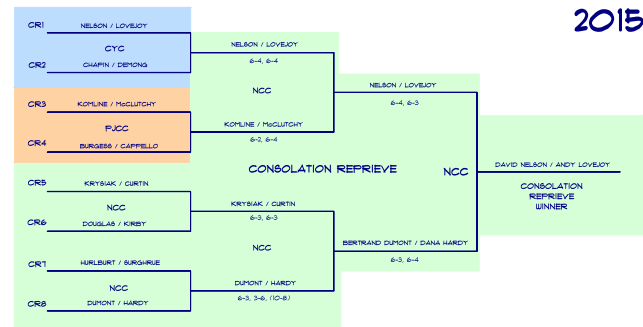 2015
CR1 NELSON / LOVEJOY
CYC
CR2 CHAFIN / DEMONG
NELSON / LOVEJOY
6-4, 6-4
NCC
CR3 KOMLINE / McCLUTCHY
PJCC
CR4 BURGESS / CAPPELLO
KOMLINE / McCLUTCHY
6-2, 6-4
NELSON / LOVEJOY
6-4, 6-3
CONSOLATION REPRIEVE
NCC
DAVID NELSON / ANDY LOVEJOY
CONSOLATION
REPRIEVE
WINNER
CR5 KRYSIAK / CURTIN
NCC
CR6 DOUGLAS / KIRBY
KRYSIAK / CURTIN
6-3, 6-3
NCC
BERTRAND DUMONT / DANA HARDY
6-3, 6-4
CR7 HURLBURT / SURGHRUE
NCC
CR8 DUMONT / HARDY
DUMONT / HARDY
6-3, 3-6, (10-8)